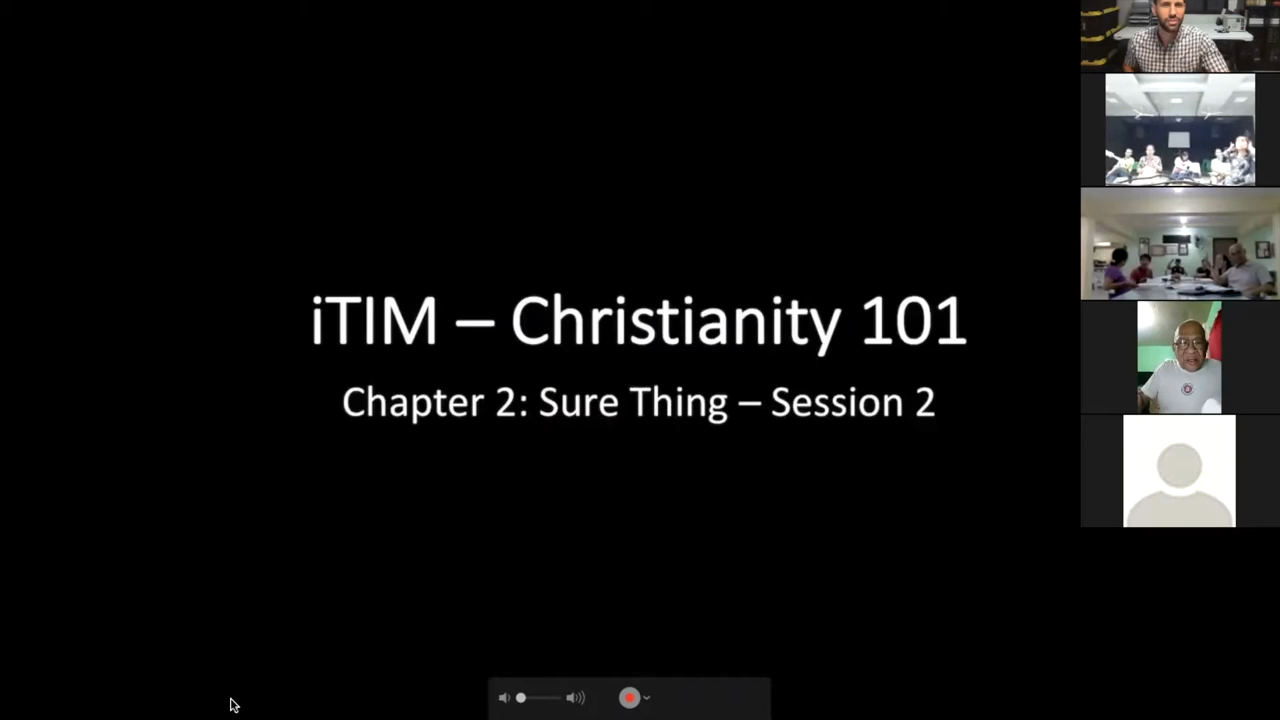 iTIM – Christianity 101
Chapter 2: Sure Thing – Session 2